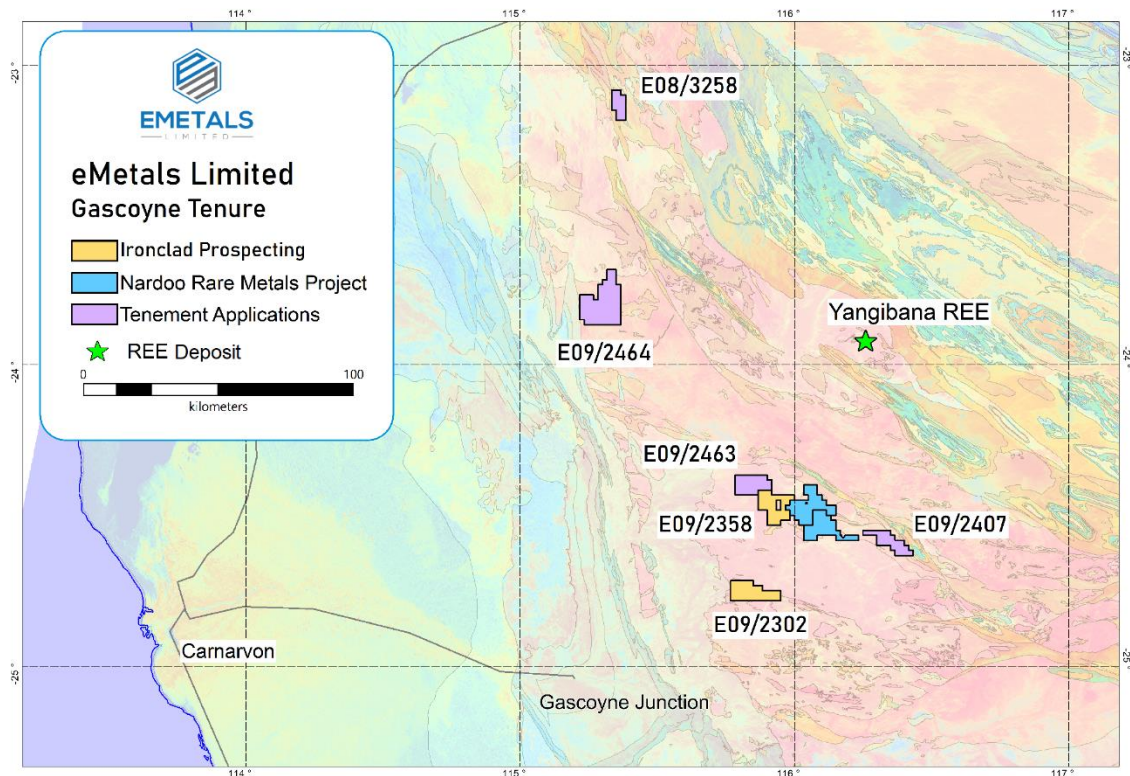 114 °
115 °
116 °
117 °
-23 °
-23 °
EMETALS
LIMITED
eMetals Limited
Gascoyne Tenure
Ironclad Prospecting
Nardoo Rare Metals Project
Tenement Applications
REE Deposit
0
100
kilometers
E08/3258
Yangibana REE
E09/2464
-24 °
-24 °
E09/2463
E09/2358
E09/2407
E09/2302
Carnarvon
-25 °
-25 °
Gascoyne Junction
114 °
115 °
116 °
117 °